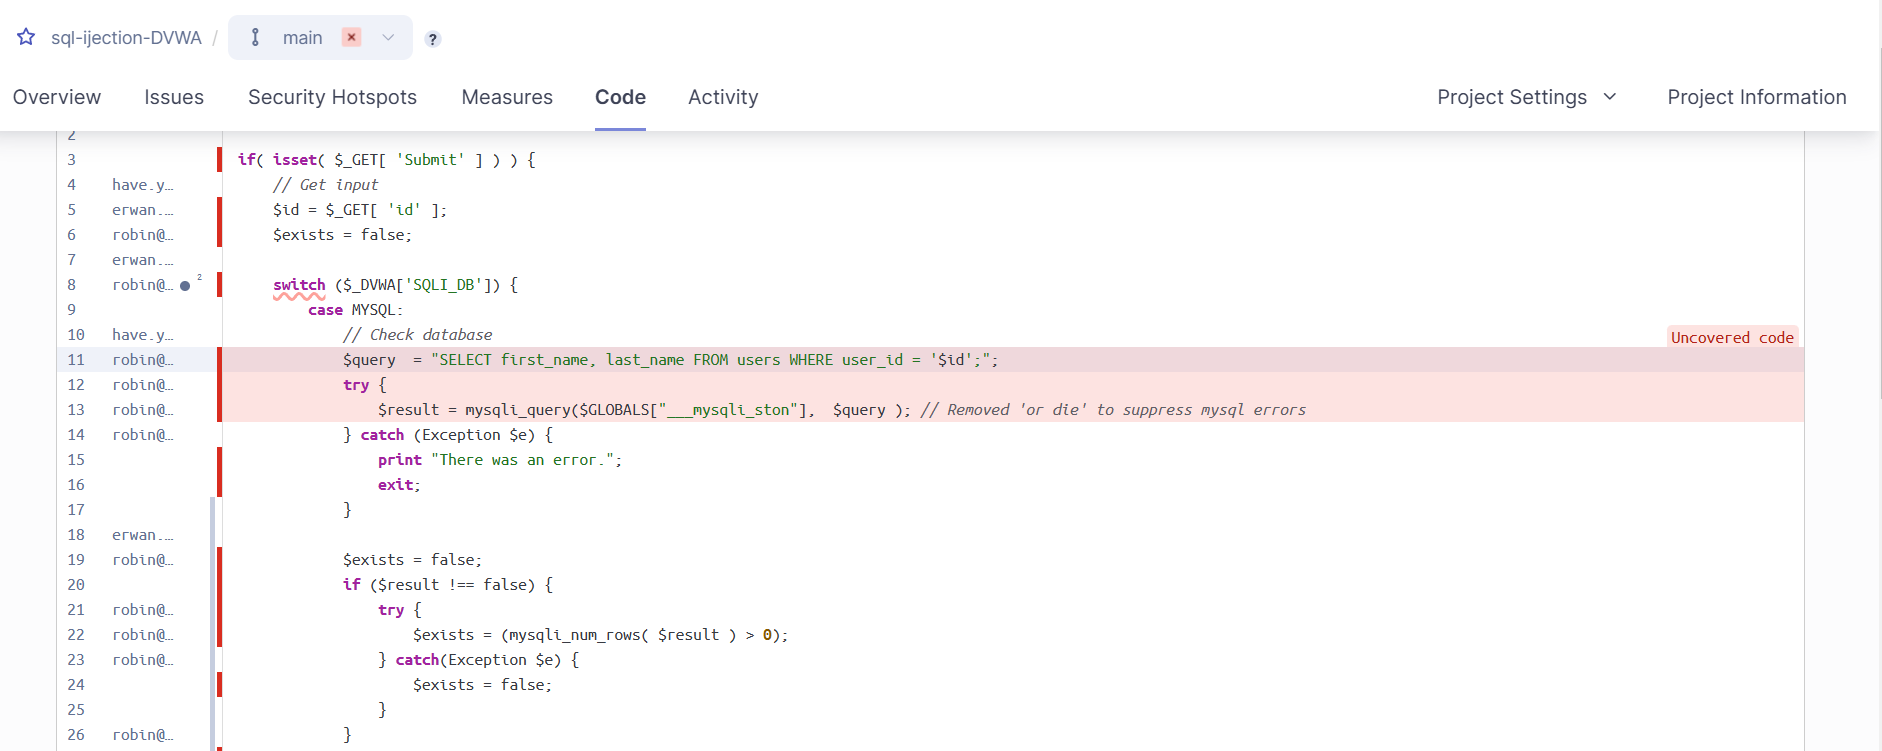 sql-ijection-DVWA / main ?
Overview Issues Security Hotspots Measures Code Activity Project Settings Project Information
2
3 if( isset( $_GET[ 'Submit' ] ) ) {
4 have.y… // Get input
5 erwan.… $id = $_GET[ 'id' ];
6 robin@… $exists = false;
7 erwan.…
8 robin@… 2 switch ($_DVWA['SQLI_DB']) {
9 case MYSQL:
10 have.y… // Check database
Uncovered code
11 robin@… $query  = "SELECT first_name, last_name FROM users WHERE user_id = '$id';";
12 robin@… try {
13 robin@… $result = mysqli_query($GLOBALS["___mysqli_ston"],  $query ); // Removed 'or die' to suppress mysql errors
14 robin@… } catch (Exception $e) {
15 print "There was an error.";
16 exit;
17 }
18 erwan.…
19 robin@… $exists = false;
20 if ($result !== false) {
21 robin@… try {
22 robin@… $exists = (mysqli_num_rows( $result ) > 0);
23 robin@… } catch(Exception $e) {
24 $exists = false;
25 }
26 robin@… }